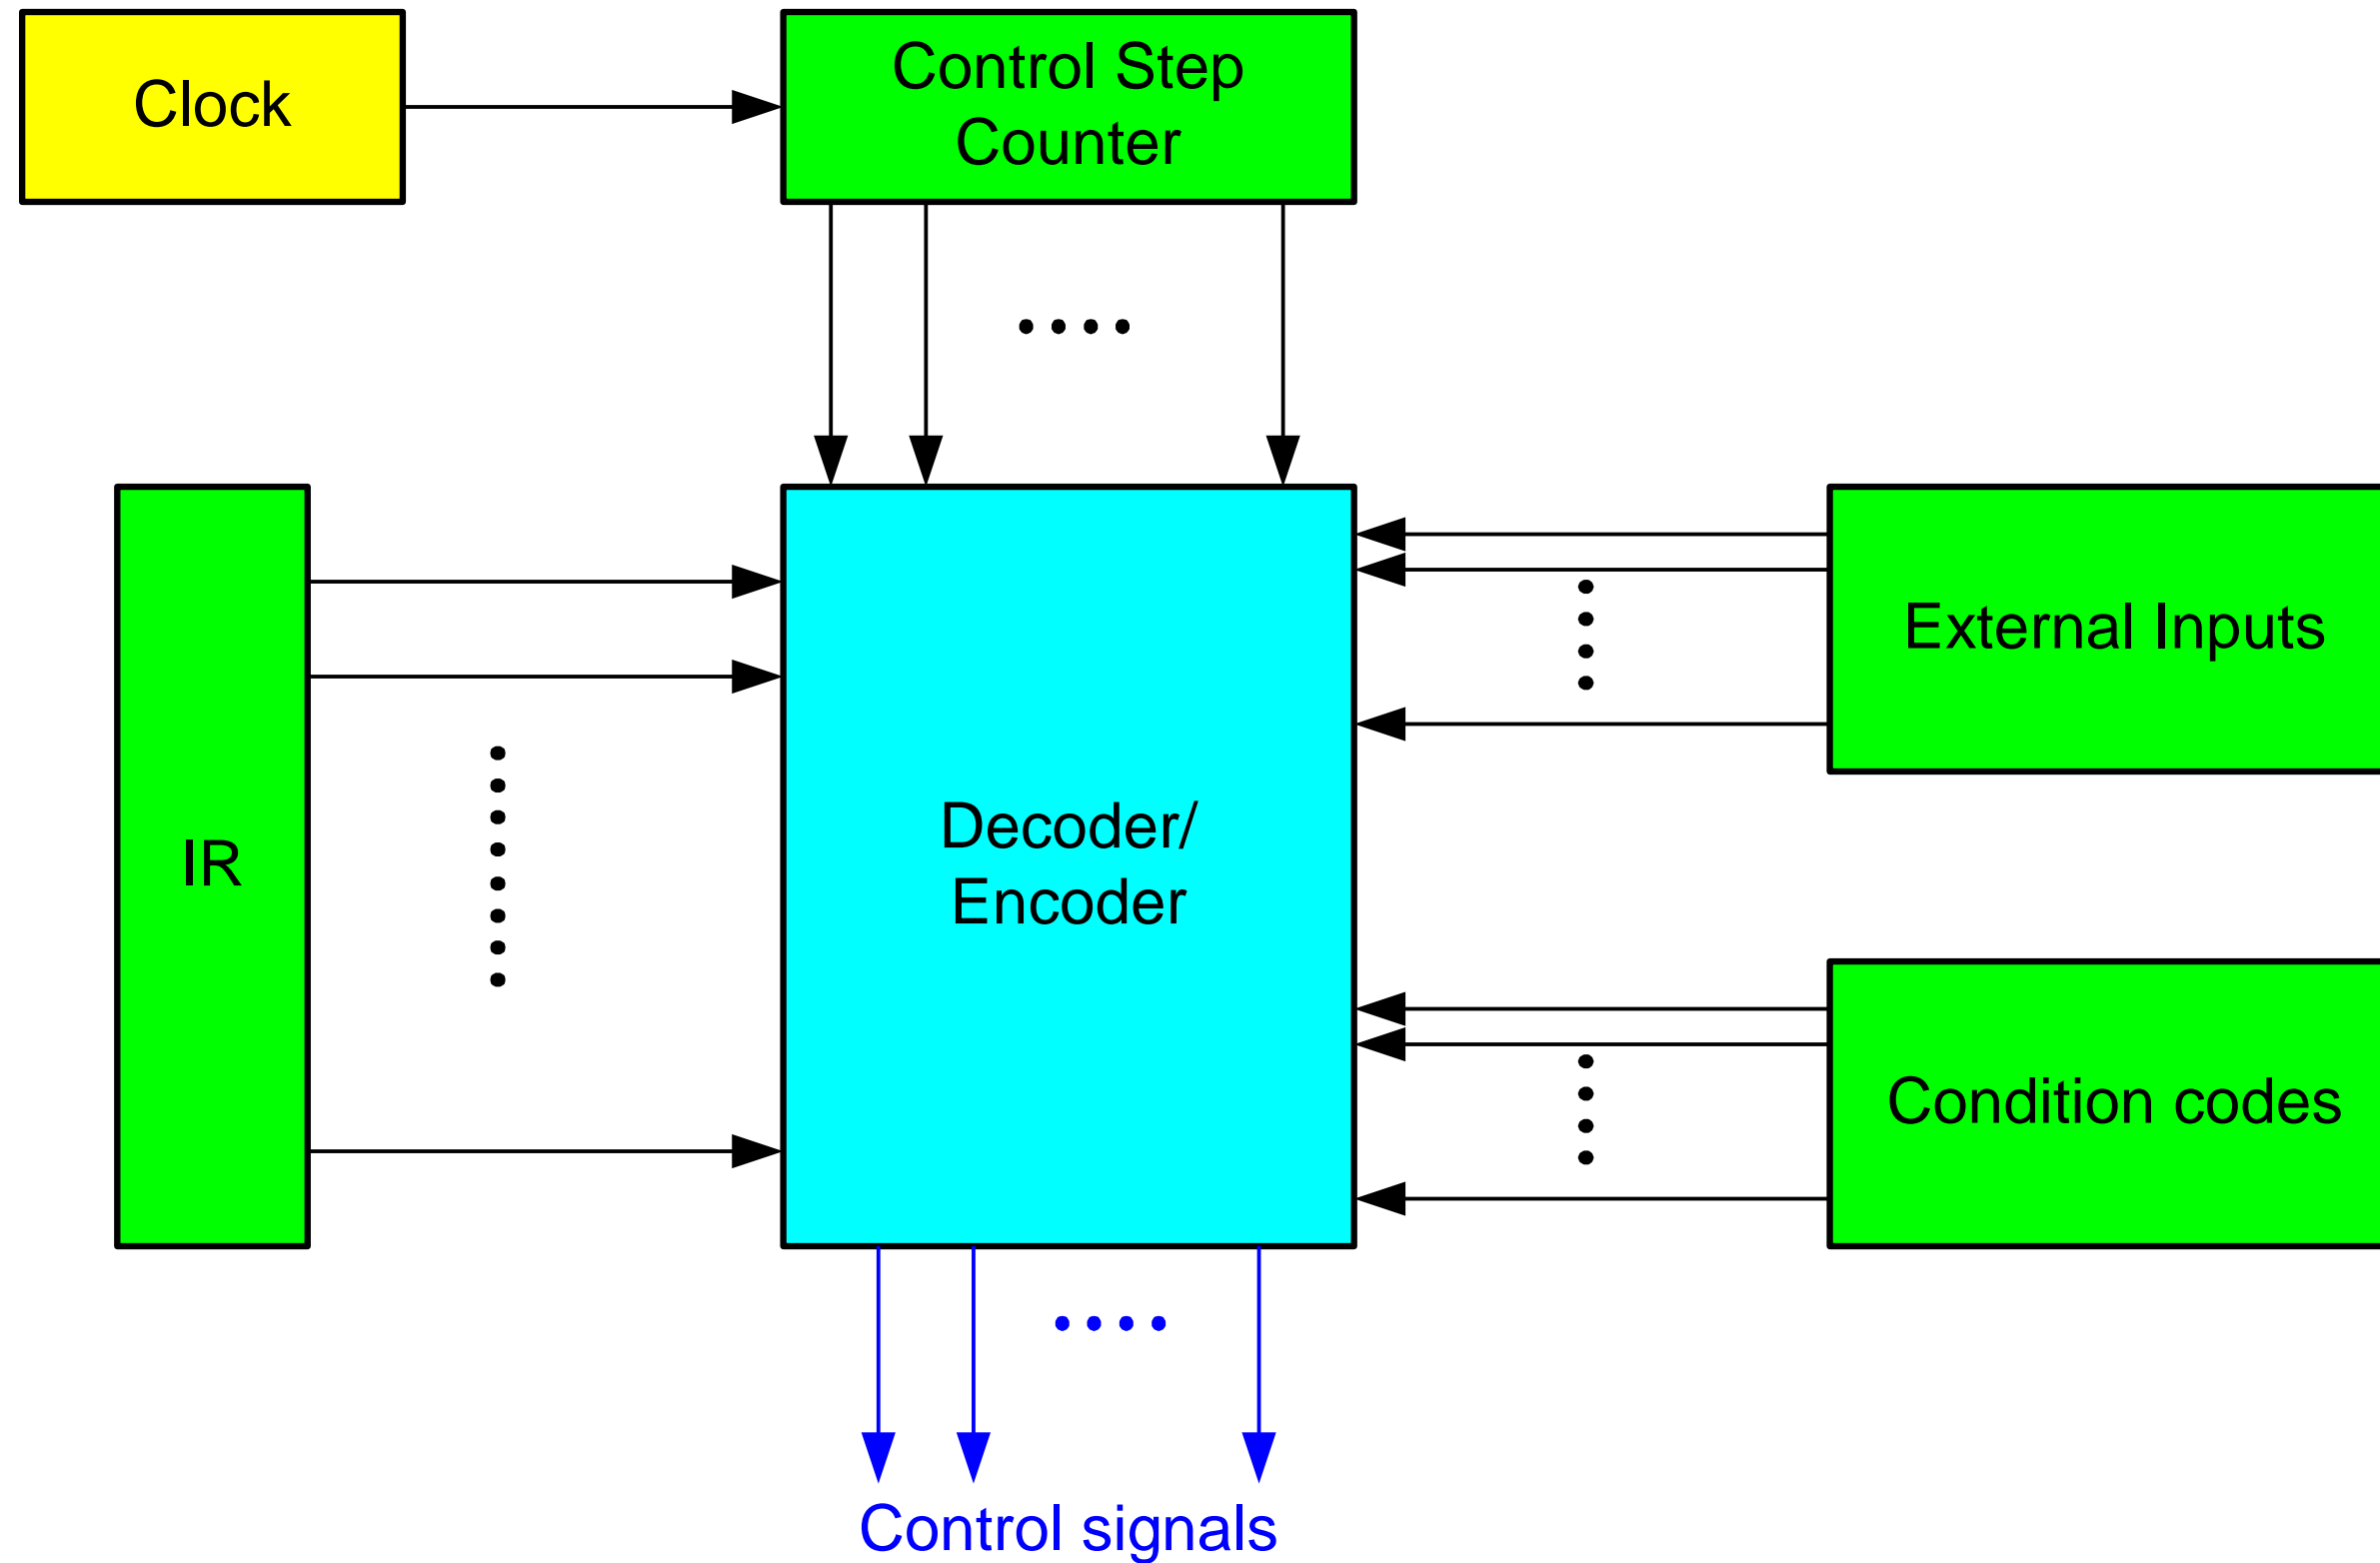 Clock
Control Step
Counter
IR
Decoder/
Encoder
External Inputs
Condition codes
Control signals